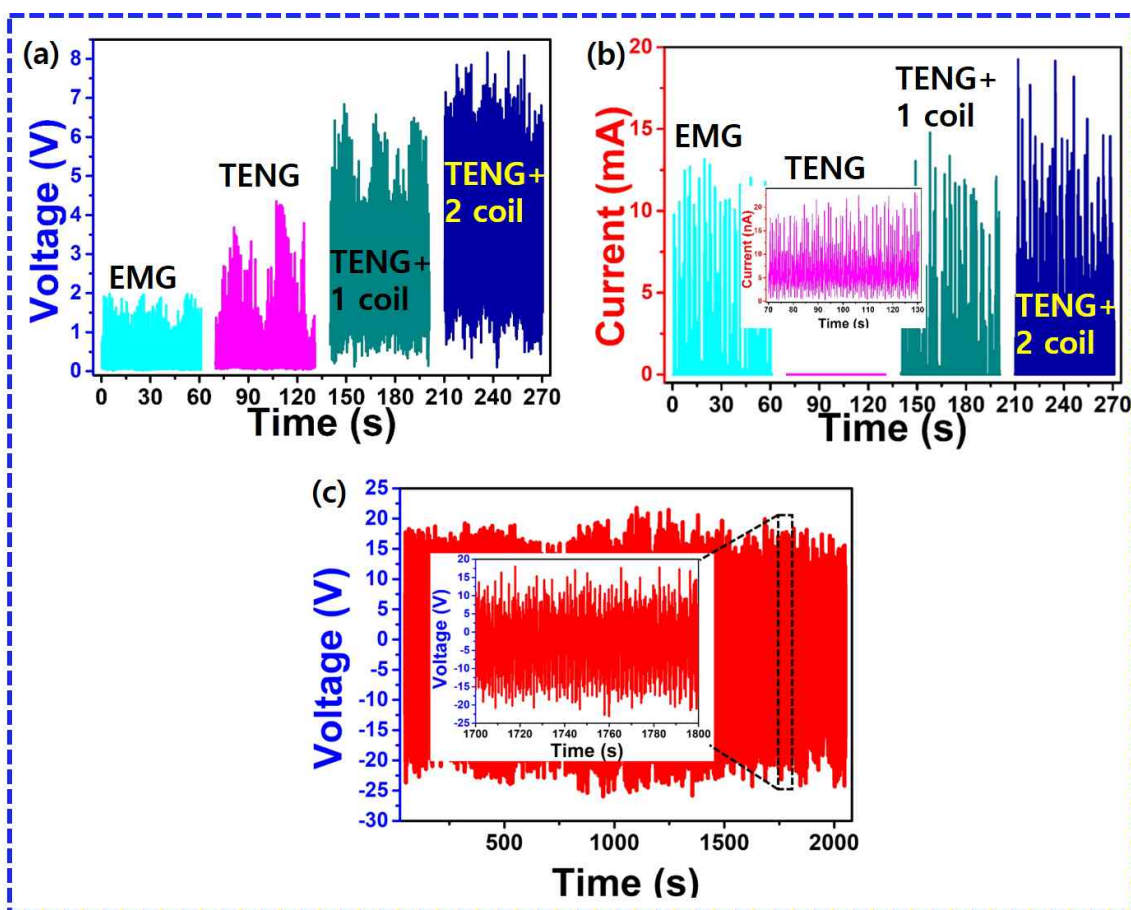 (a)
Voltage (V)
8
7
6
5
4
3
2
1
0
EMG
TENG
TENG+
1 coil
TENG+
2 coil
0 30 60 90 120 150 180 210 240 270
Time (s)
(b)
Current (mA)
20
15
10
5
0
EMG
TENG
TENG+
1 coil
TENG+
2 coil
Current (nA)
20
15
10
5
0
70 80 90 100 110 120 130
Time (s)
0 30 60 90 120 150 180 210 240 270
Time (s)
(c)
Voltage (V)
25
20
15
10
5
0
-5
-10
-15
-20
-25
-30
Voltage (V)
20
15
10
5
0
-5
-10
-15
-20
-25
1700 1720 1740 1760 1780 1800
Time (s)
500 1000 1500 2000
Time (s)